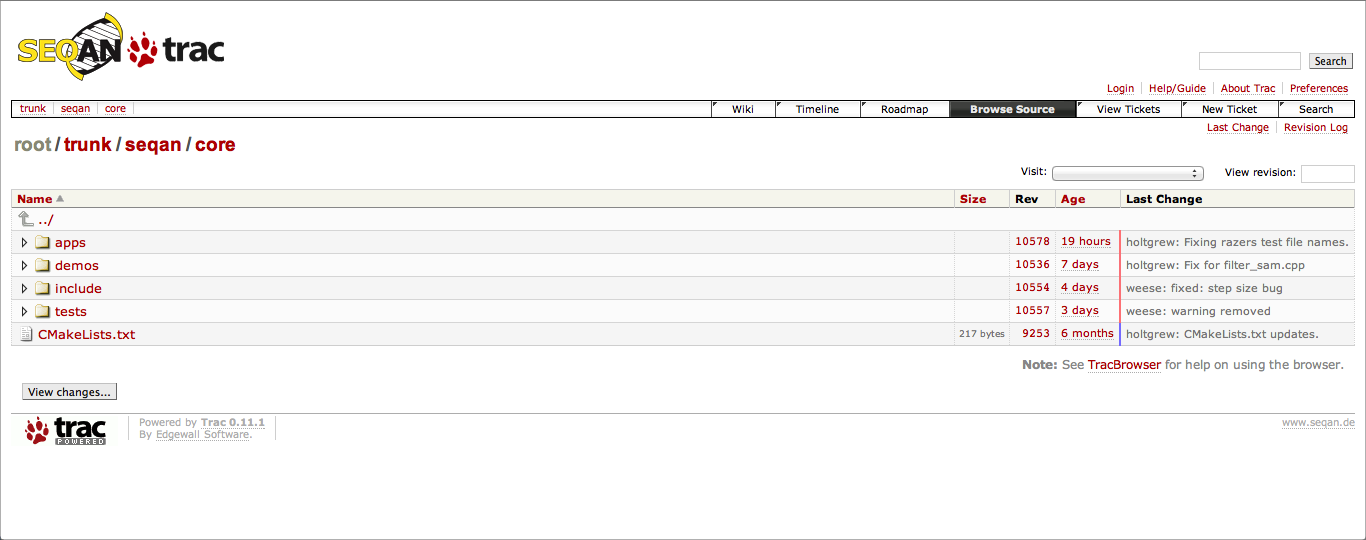 SEQAN trac
Search
Login Help/Guide About Trac Preferences
trunk seqan core Wiki Timeline Roadmap Browse Source View Tickets New Ticket Search
Last Change Revision Log
root / trunk / seqan / core
Visit: View revision:
Name Size Rev Age Last Change
../
apps 10578 19 hours holtgrew: Fixing razers test file names.
demos 10536 7 days holtgrew: Fix for filter_sam.cpp
include 10554 4 days weese: fixed: step size bug
tests 10557 3 days weese: warning removed
CMakeLists.txt 217 bytes 9253 6 months holtgrew: CMakeLists.txt updates.
Note: See TracBrowser for help on using the browser.
View changes...
trac POWERED Powered by Trac 0.11.1 www.seqan.de
By Edgewall Software.